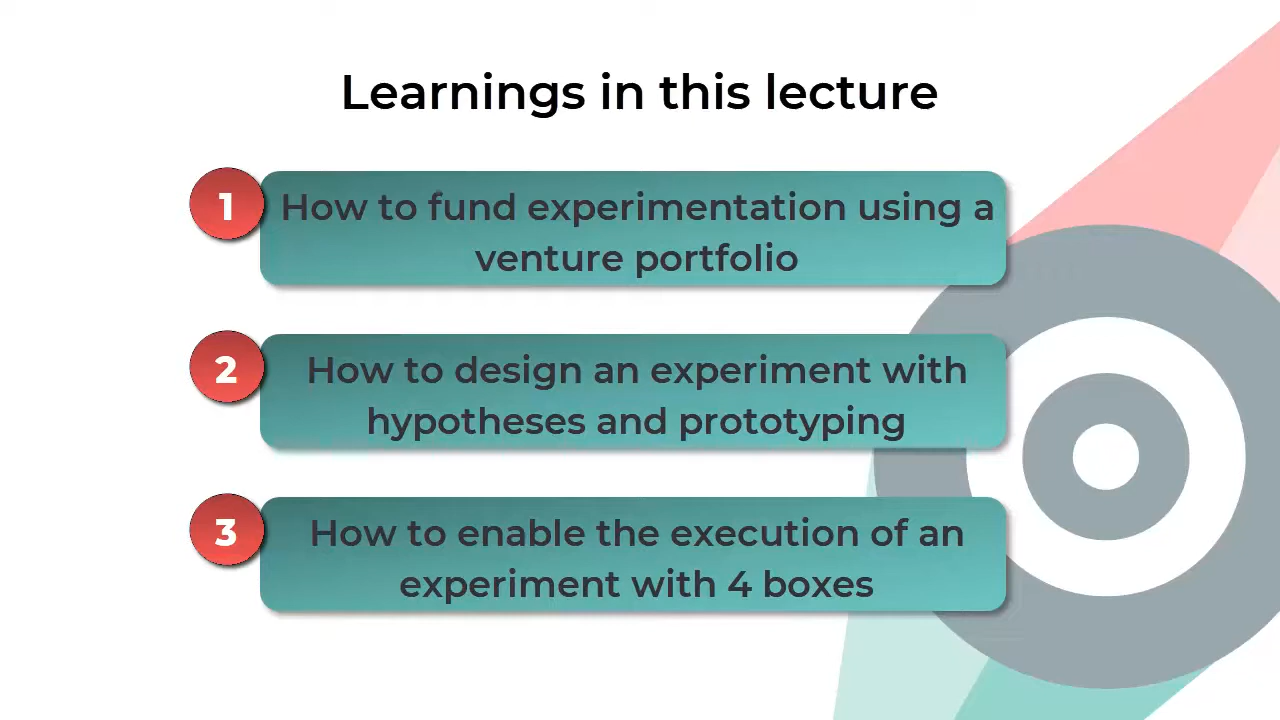 Learnings in this lecture
1
How to fund experimentation using a
venture portfolio
2
How to design an experiment with
hypotheses and prototyping
3
How to enable the execution of an
experiment with 4 boxes